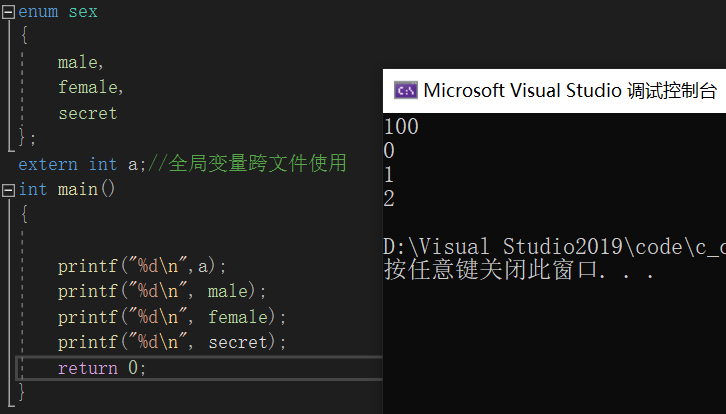 enum sex
{
male,
female,
secret
};
extern int a;//全局变量跨文件使用
int main()
{
printf("%d\n",a);
printf("%d\n", male);
printf("%d\n", female);
printf("%d\n", secret);
return 0;
}
Microsoft Visual Studio 调试控制台
100
0
1
2
D:\Visual Studio2019\code\c_c
按任意键关闭此窗口. . .